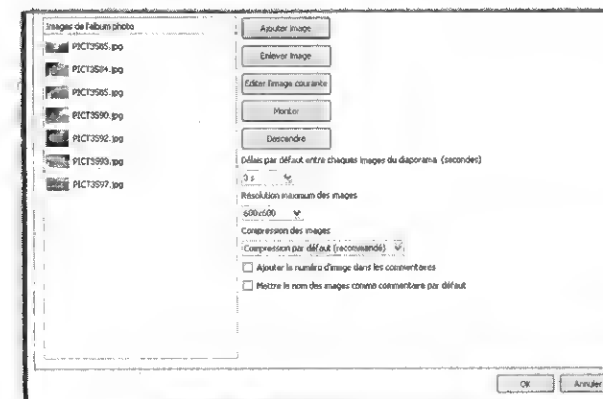 Images de l'album photo
PICT3584.jpg
PICT3585.jpg
PICT3590.jpg
PICT3592.jpg
PICT3593.jpg
PICT3597.jpg
Ajouter image
Enlever image
Editer l'image courante
Monter
Descendre
Délais par défaut entre chaques images du diaporama (secondes)
3 s
Résolution maximum des images
600x600
Compression des images
Compression par défaut (recommandé)
Ajouter le numéro d'image dans les commentaires
Mettre le nom des images comme commentaire par défaut
OK
Annuler